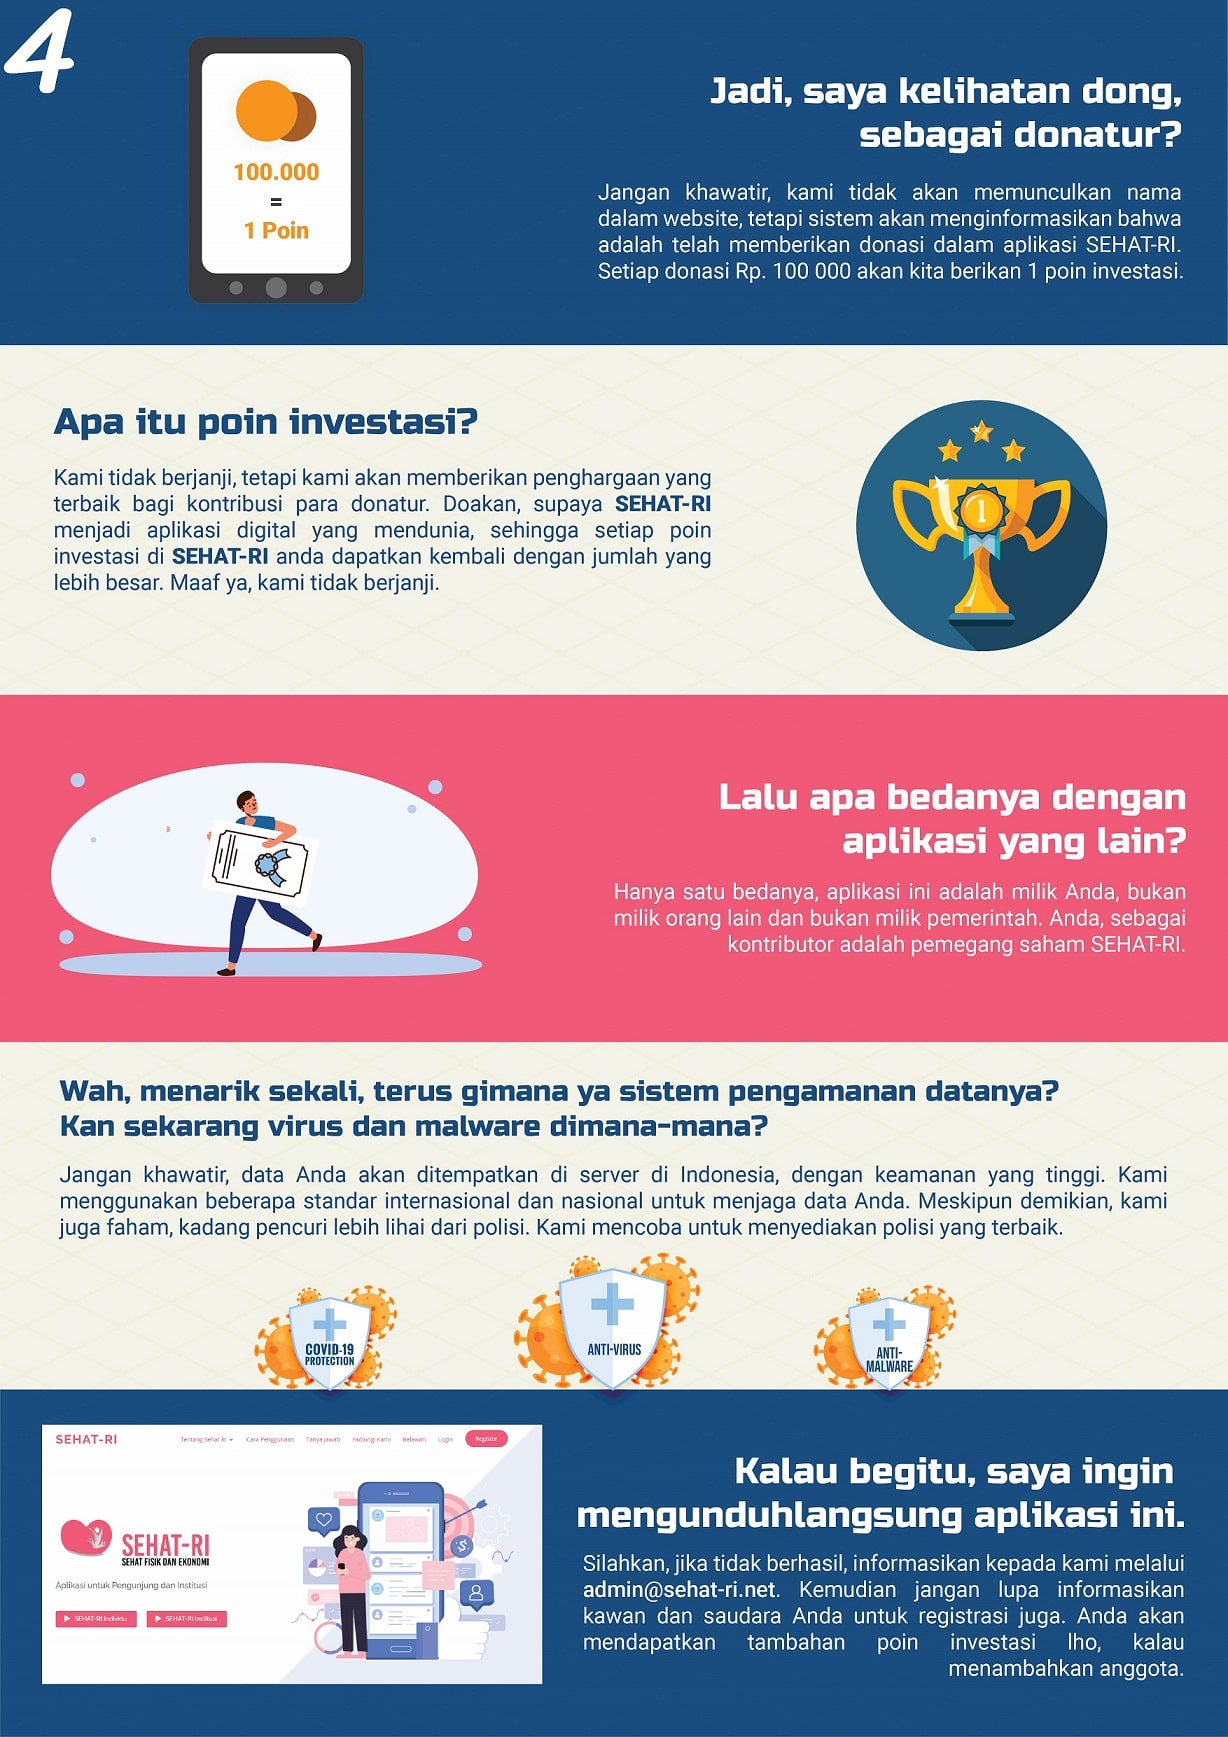 4
100.000
=
1 Poin
Jadi, saya kelihatan dong,
sebagai donatur?
Jangan khawatir, kami tidak akan memunculkan nama
dalam website, tetapi sistem akan menginformasikan bahwa
adalah telah memberikan donasi dalam aplikasi SEHAT-RI.
Setiap donasi Rp. 100 000 akan kita berikan 1 poin investasi.
Apa itu poin investasi?
Kami tidak berjanji, tetapi kami akan memberikan penghargaan yang
terbaik bagi kontribusi para donatur. Doakan, supaya SEHAT-RI
menjadi aplikasi digital yang mendunia, sehingga setiap poin
investasi di SEHAT-RI anda dapatkan kembali dengan jumlah yang
lebih besar. Maaf ya, kami tidak berjanji.
1
Lalu apa bedanya dengan
aplikasi yang lain?
Hanya satu bedanya, aplikasi ini adalah milik Anda, bukan
milik orang lain dan bukan milik pemerintah. Anda, sebagai
kontributor adalah pemegang saham SEHAT-RI.
Wah, menarik sekali, terus gimana ya sistem pengamanan datanya?
Kan sekarang virus dan malware dimana-mana?
Jangan khawatir, data Anda akan ditempatkan di server di Indonesia, dengan keamanan yang tinggi. Kami
menggunakan beberapa standar internasional dan nasional untuk menjaga data Anda. Meskipun demikian, kami
juga faham, kadang pencuri lebih lihai dari polisi. Kami mencoba untuk menyediakan polisi yang terbaik.
COVID-19
PROTECTION
ANTI-VIRUS
ANTI-
MALWARE
SEHAT-RI
Tentang Sehat RI Cara Penggunaan Tanya Jawab Hubungi Kami Relawan Login Register
SEHAT-RI
SEHAT FISIK DAN EKONOMI
Aplikasi untuk Pengunjung dan Institusi
SEHAT-RI Individu SEHAT-RI Institusi
$
Kalau begitu, saya ingin
mengunduhlangsung aplikasi ini.
Silahkan, jika tidak berhasil, informasikan kepada kami melalui
admin@sehat-ri.net. Kemudian jangan lupa informasikan
kawan dan saudara Anda untuk registrasi juga. Anda akan
mendapatkan tambahan poin investasi lho, kalau
menambahkan anggota.